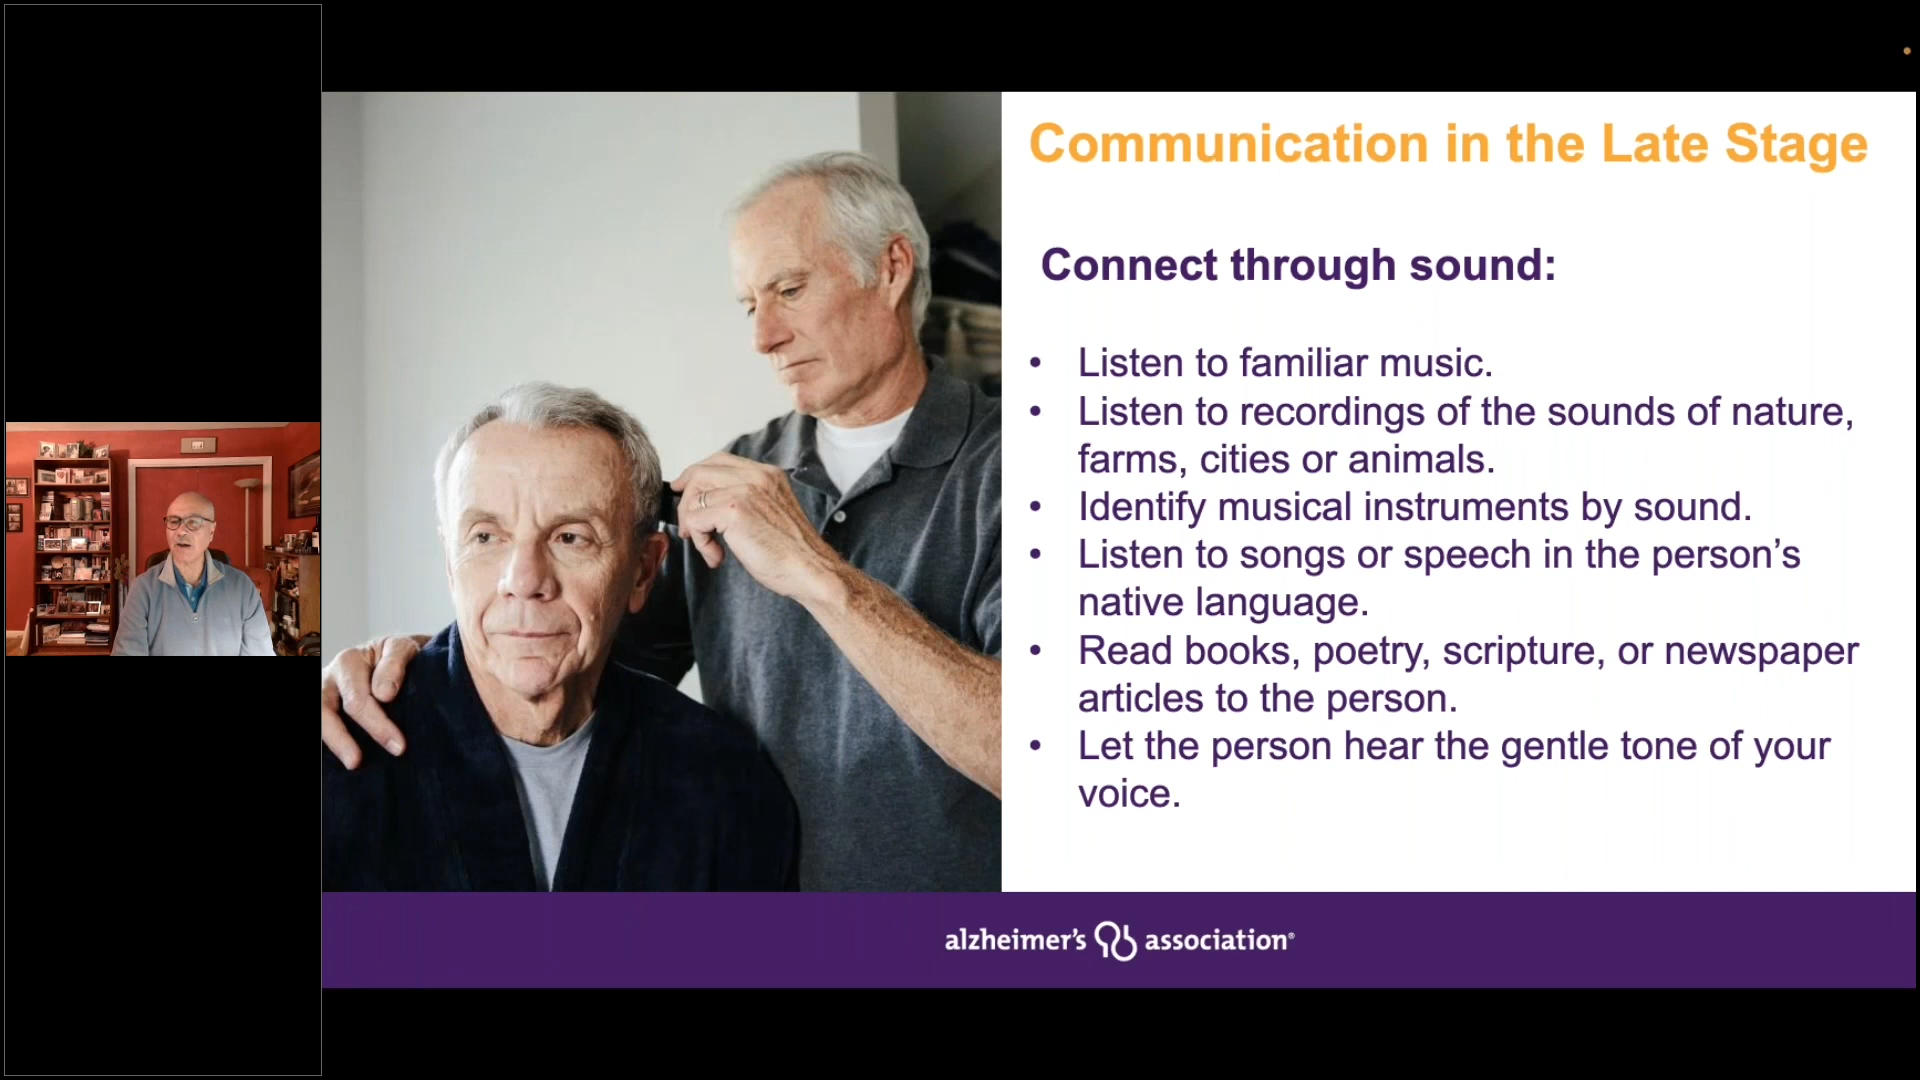 Communication in the Late Stage
Connect through sound:
• Listen to familiar music.
• Listen to recordings of the sounds of nature,
farms, cities or animals.
• Identify musical instruments by sound.
• Listen to songs or speech in the person’s
native language.
• Read books, poetry, scripture, or newspaper
articles to the person.
• Let the person hear the gentle tone of your
voice.
alzheimer’s association®